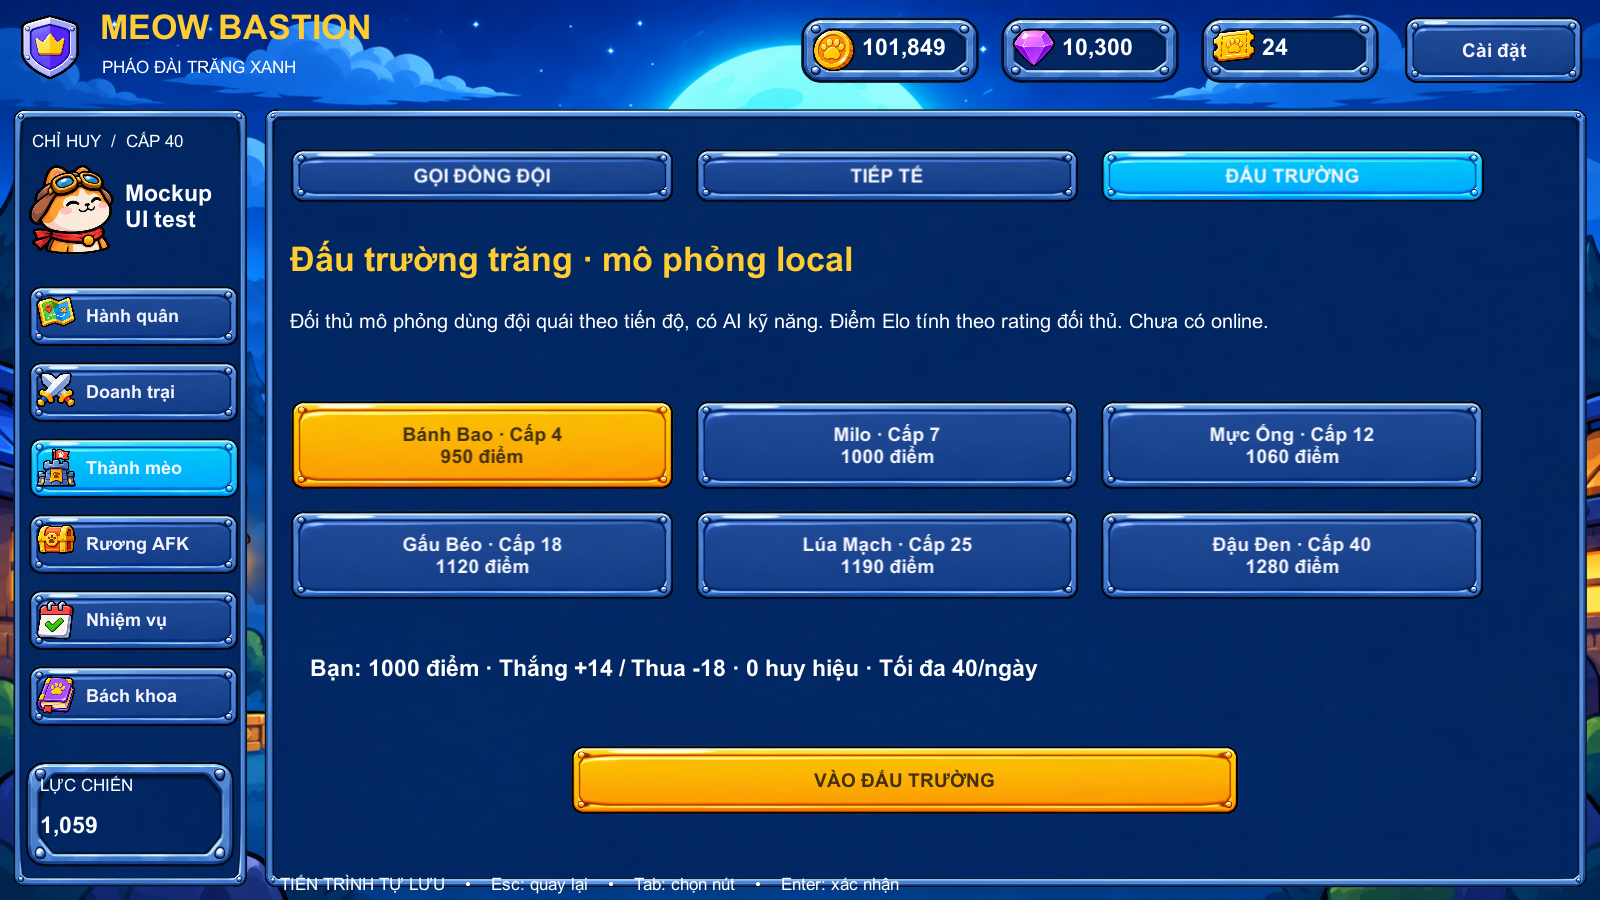 MEOW BASTION
PHÁO ĐÀI TRĂNG XANH
101,849
10,300
24
Cài đặt
CHỈ HUY / CẤP 40
Mockup
UI test
Hành quân
Doanh trại
Thành mèo
Rương AFK
Nhiệm vụ
Bách khoa
LỰC CHIẾN
1,059
GỌI ĐỒNG ĐỘI
TIẾP TẾ
ĐẤU TRƯỜNG
Đấu trường trăng · mô phỏng local
Đối thủ mô phỏng dùng đội quái theo tiến độ, có AI kỹ năng. Điểm Elo tính theo rating đối thủ. Chưa có online.
Bánh Bao · Cấp 4
950 điểm
Milo · Cấp 7
1000 điểm
Mực Ống · Cấp 12
1060 điểm
Gấu Béo · Cấp 18
1120 điểm
Lúa Mạch · Cấp 25
1190 điểm
Đậu Đen · Cấp 40
1280 điểm
Bạn: 1000 điểm · Thắng +14 / Thua -18 · 0 huy hiệu · Tối đa 40/ngày
VÀO ĐẤU TRƯỜNG
TIẾN TRÌNH TỰ LƯU • Esc: quay lại • Tab: chọn nút • Enter: xác nhận